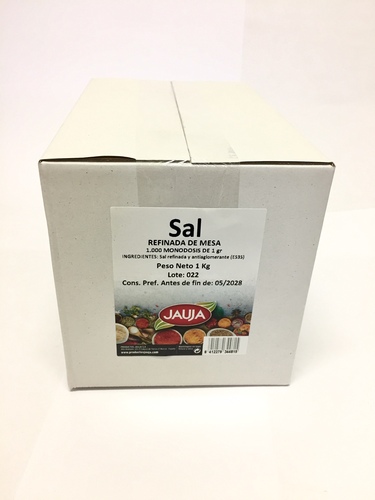 Sal
REFINADA DE MESA
1.000 MONODOSIS DE 1 gr
INGREDIENTES: Sal refinada y antiaglomerante (E535)
Peso Neto 1 Kg
Lote: 022
Cons. Pref. Antes de fin de: 05/2028
JAUJA